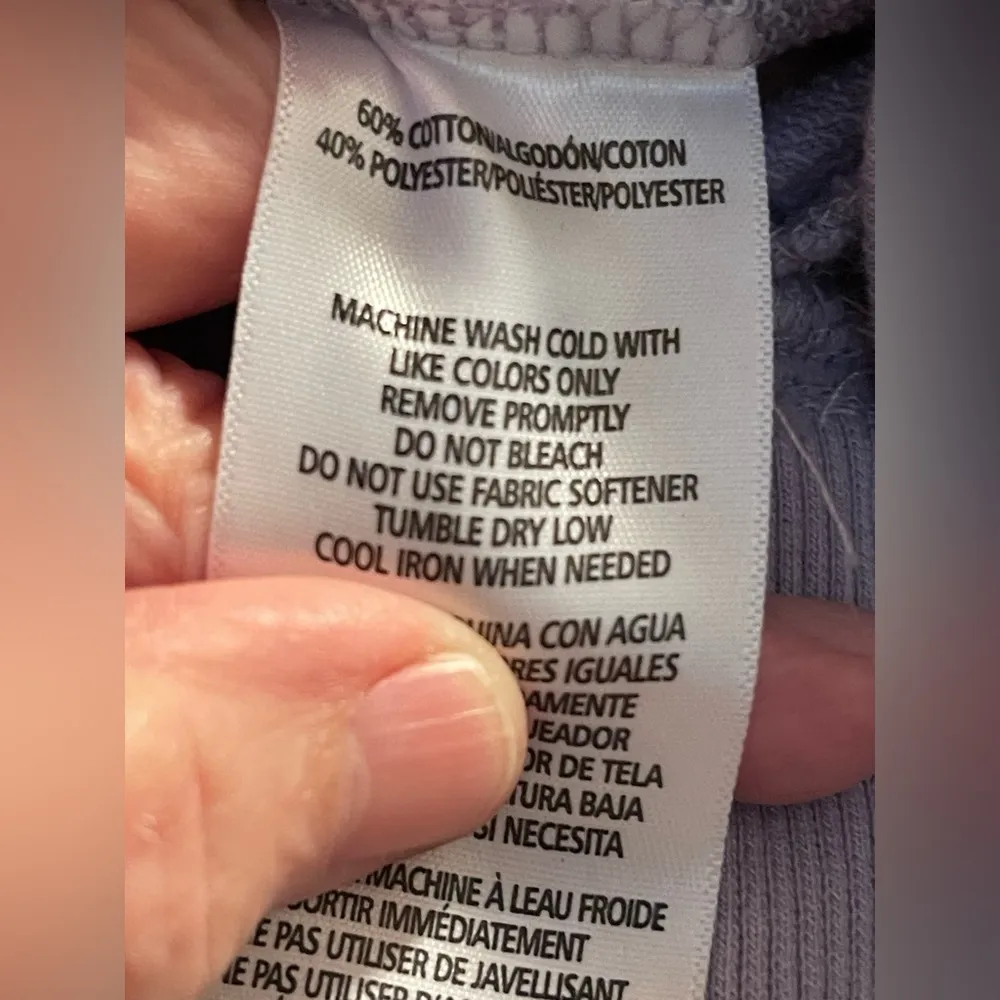 60% COTTON/ALGODÓN/COTON
40% POLYESTER/POLIÉSTER/POLYESTER
MACHINE WASH COLD WITH
LIKE COLORS ONLY
REMOVE PROMPTLY
DO NOT BLEACH
DO NOT USE FABRIC SOFTENER
TUMBLE DRY LOW
COOL IRON WHEN NEEDED
CON AGUA
IGUALES
DE TELA
BAJA
SI NECESITA
MACHINE À LEAU FROIDE
IMMÉDIATEMENT
PAS UTILISER DE JAVELLISANT
PAS UTILISER